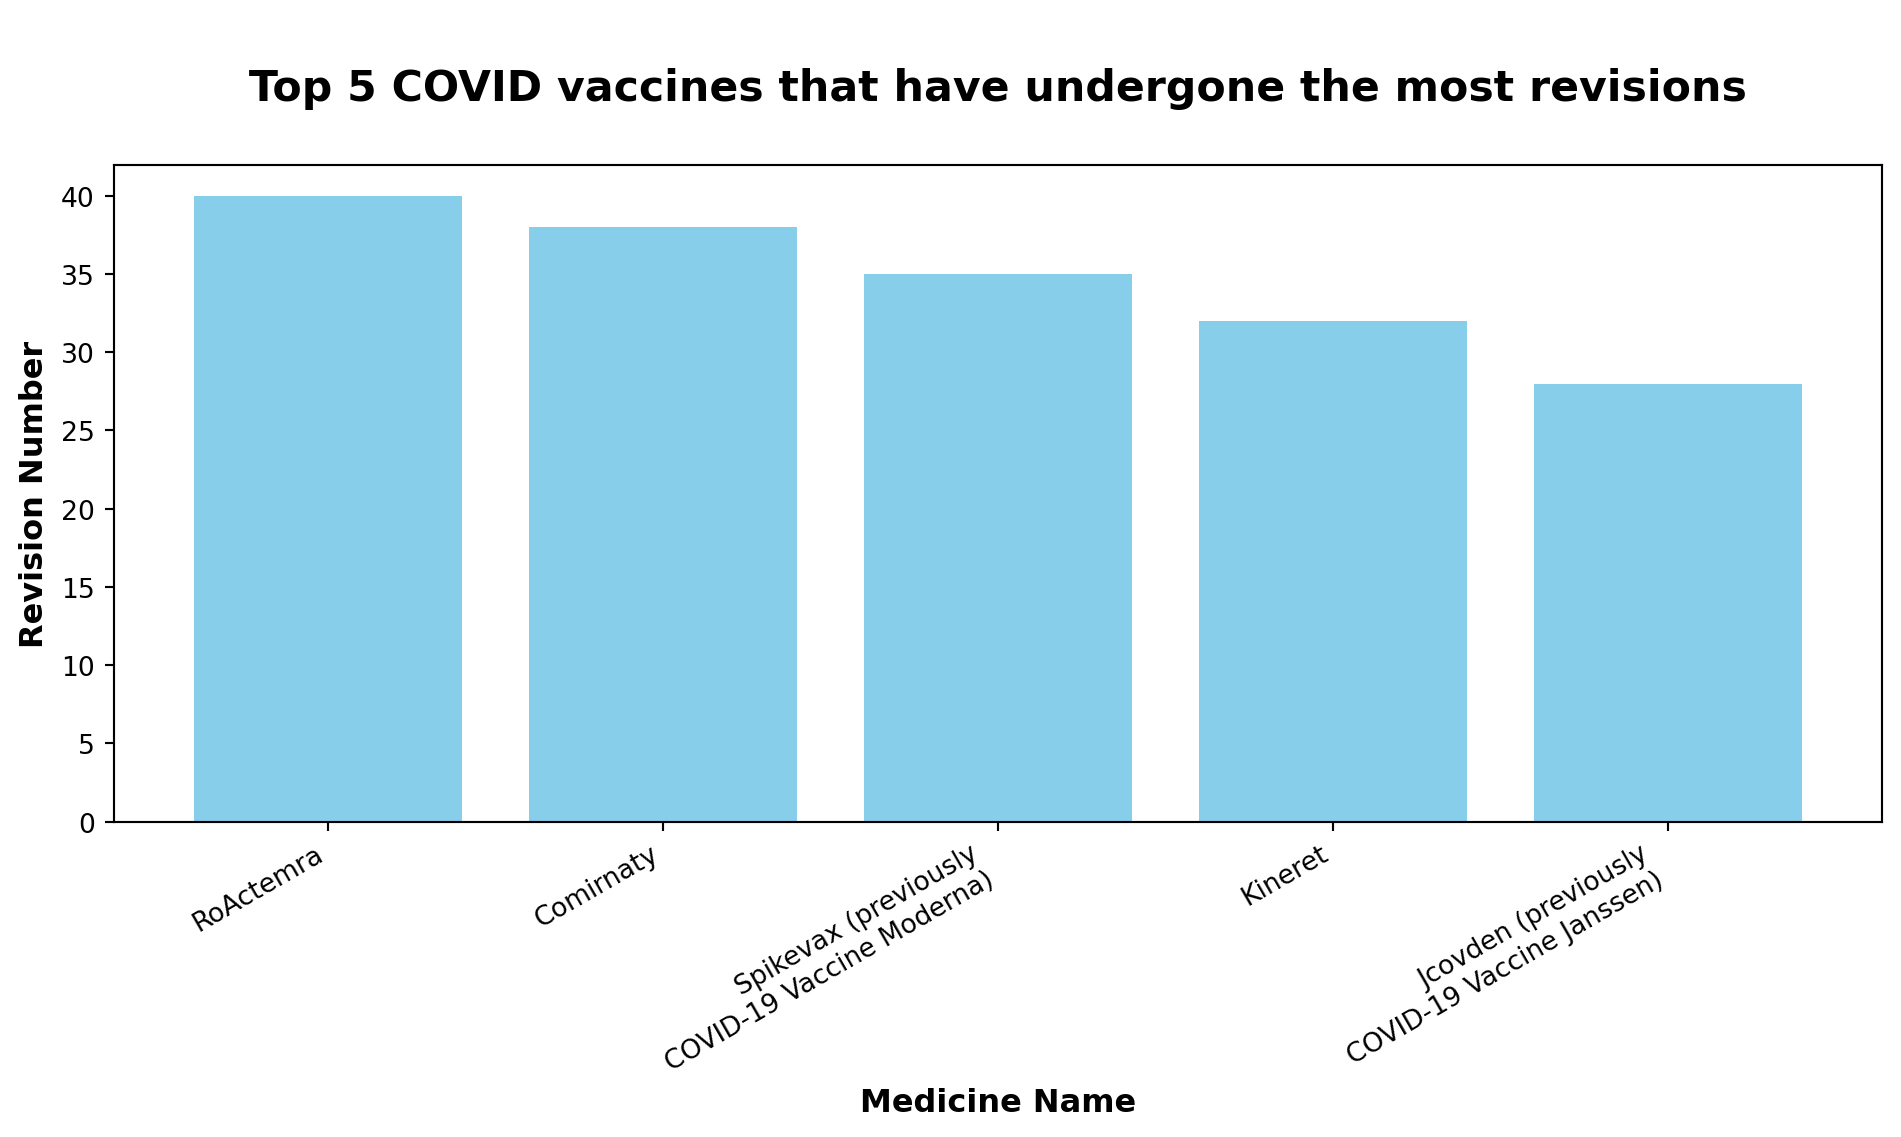 Top 5 COVID vaccines that have undergone the most revisions
Revision Number
40
35
30
25
20
15
10
5
0
RoActemra
Comirnaty
Spikevax (previously
COVID-19 Vaccine Moderna)
Kineret
Jcovden (previously
COVID-19 Vaccine Janssen)
Medicine Name